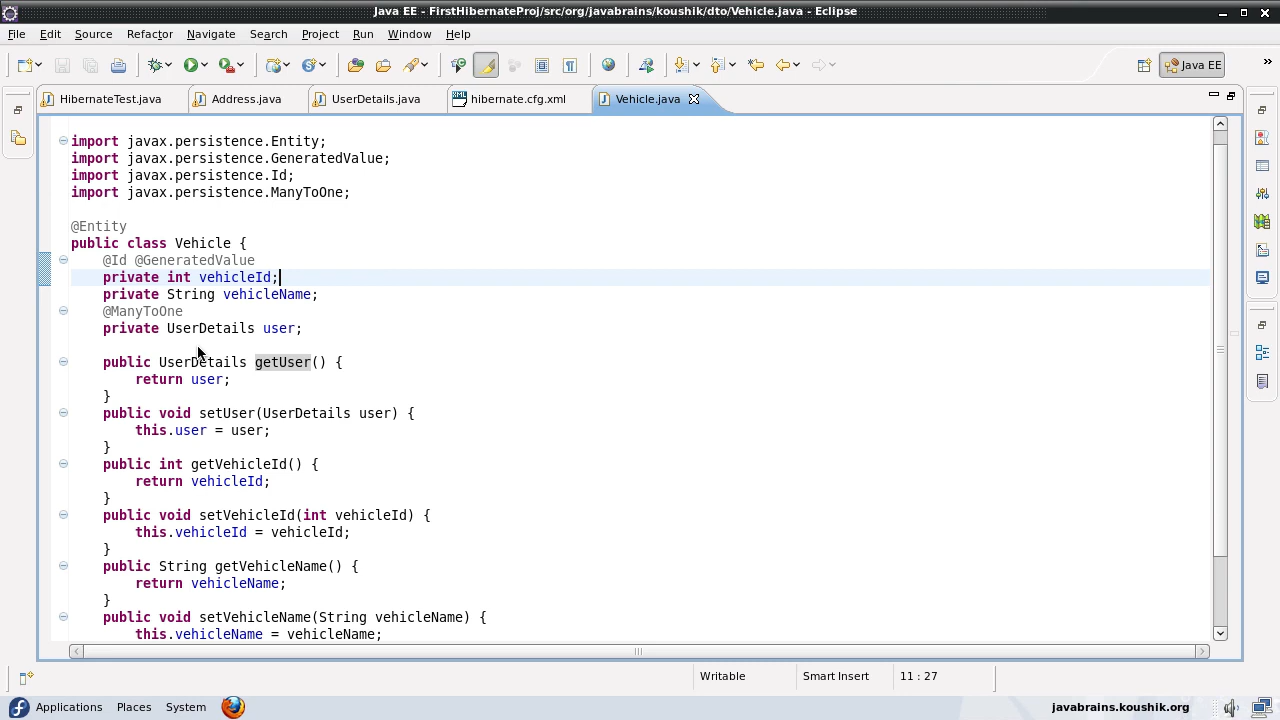 Java EE - FirstHibernateProj/src/org/javabrains/koushik/dto/Vehicle.java - Eclipse
File Edit Source Refactor Navigate Search Project Run Window Help
Java EE
HibernateTest.java Address.java UserDetails.java hibernate.cfg.xml Vehicle.java
import javax.persistence.Entity;
import javax.persistence.GeneratedValue;
import javax.persistence.Id;
import javax.persistence.ManyToOne;
@Entity
public class Vehicle {
@Id @GeneratedValue
private int vehicleId;
private String vehicleName;
@ManyToOne
private UserDetails user;
public UserDetails getUser() {
return user;
}
public void setUser(UserDetails user) {
this.user = user;
}
public int getVehicleId() {
return vehicleId;
}
public void setVehicleId(int vehicleId) {
this.vehicleId = vehicleId;
}
public String getVehicleName() {
return vehicleName;
}
public void setVehicleName(String vehicleName) {
this.vehicleName = vehicleName;
Writable Smart Insert 11 : 27
Applications Places System javabrains.koushik.org